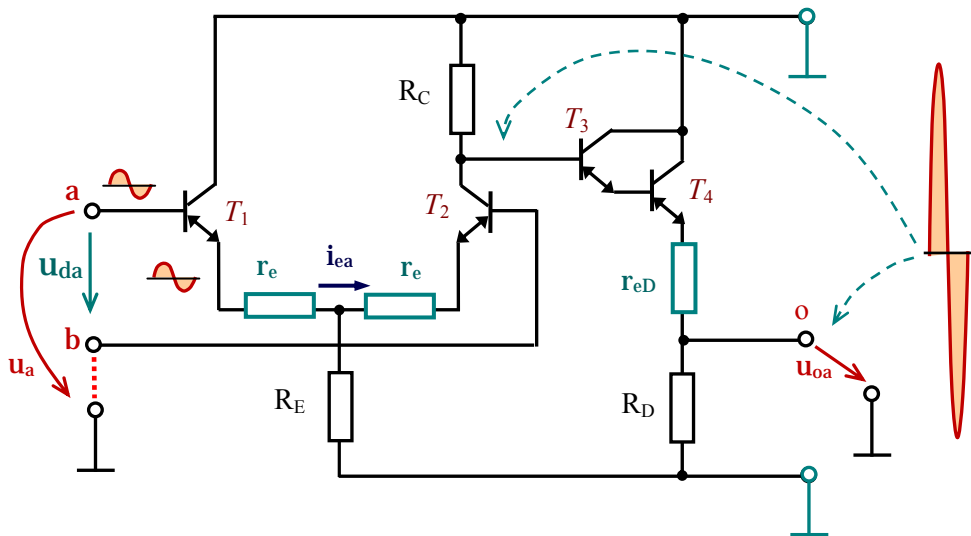 R_C
T_3
a
T_1
T_2
T_4
u_da
r_e
i_ea
r_e
r_eD
o
b
u_a
u_oa
R_E
R_D